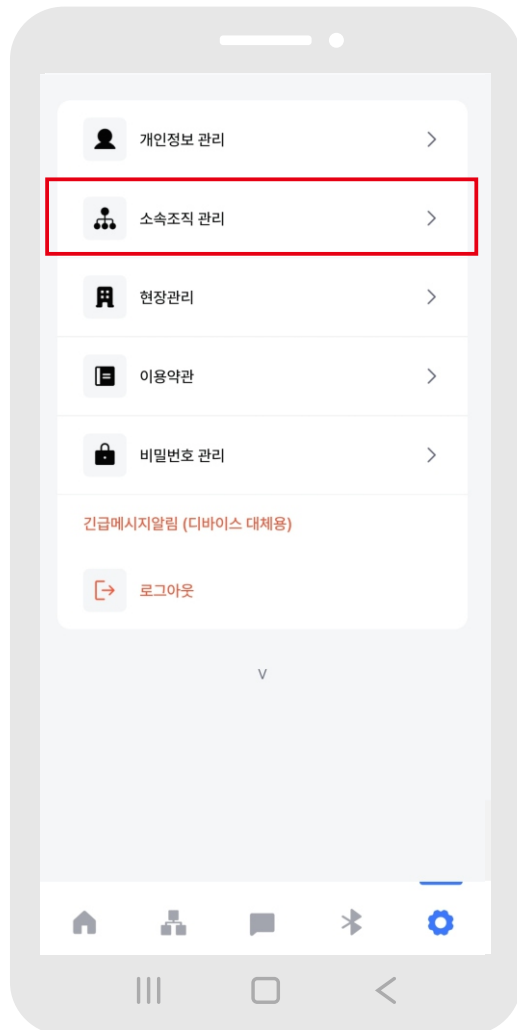 개인정보 관리
소속조직 관리
현장관리
이용약관
비밀번호 관리
긴급메시지알림 (디바이스 대체용)
로그아웃
v